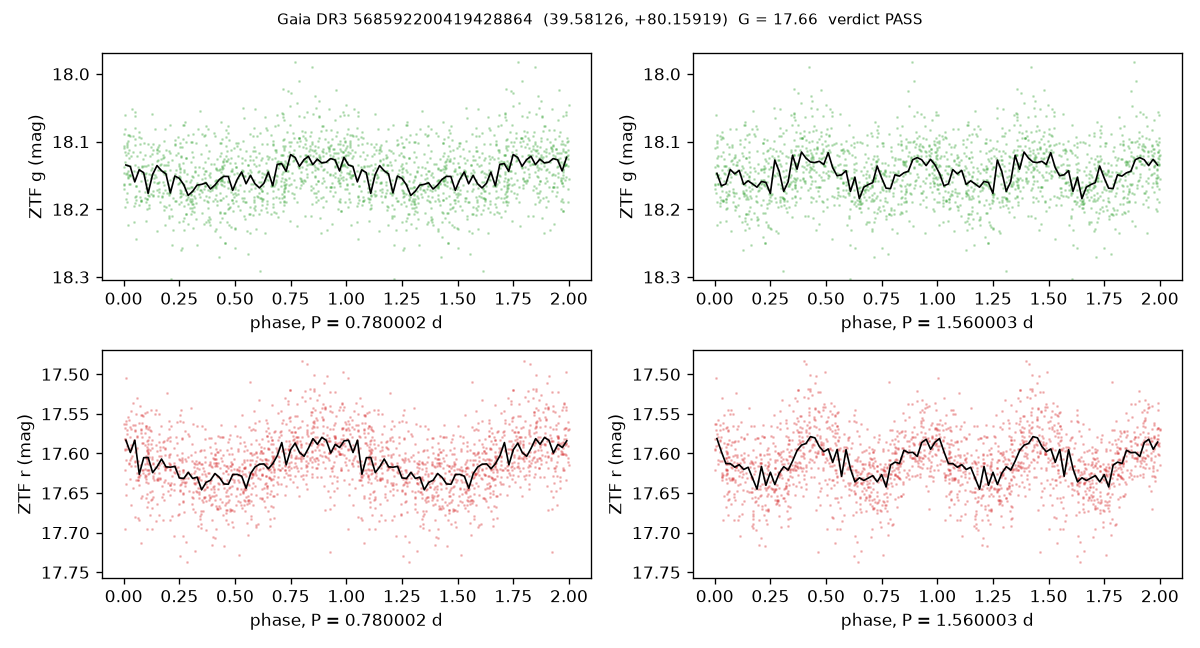 Gaia DR3 568592200419428864 (39.58126, +80.15919) G = 17.66 verdict PASS
ZTF g (mag)
18.0
18.1
18.2
18.3
0.00 0.25 0.50 0.75 1.00 1.25 1.50 1.75 2.00
phase, P = 0.780002 d
ZTF g (mag)
18.0
18.1
18.2
18.3
0.00 0.25 0.50 0.75 1.00 1.25 1.50 1.75 2.00
phase, P = 1.560003 d
ZTF r (mag)
17.50
17.55
17.60
17.65
17.70
17.75
0.00 0.25 0.50 0.75 1.00 1.25 1.50 1.75 2.00
phase, P = 0.780002 d
ZTF r (mag)
17.50
17.55
17.60
17.65
17.70
17.75
0.00 0.25 0.50 0.75 1.00 1.25 1.50 1.75 2.00
phase, P = 1.560003 d